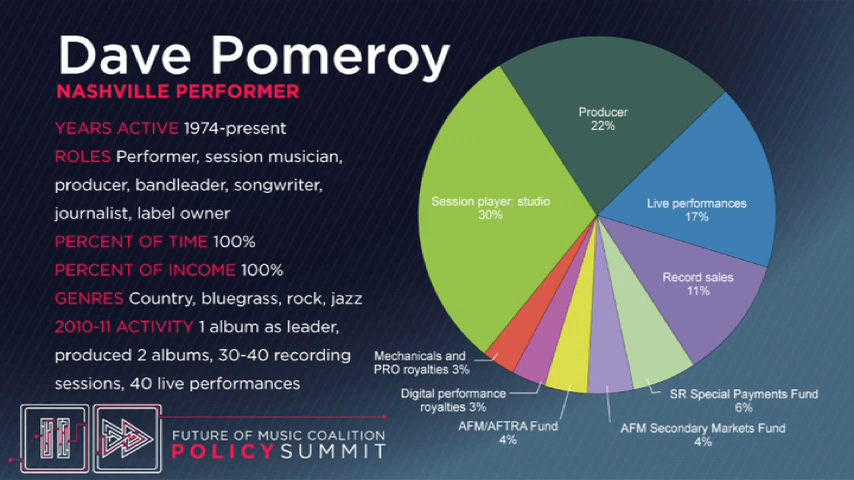 Dave Pomeroy
NASHVILLE PERFORMER
YEARS ACTIVE 1974-present
ROLES Performer, session musician,
producer, bandleader, songwriter,
journalist, label owner
PERCENT OF TIME 100%
PERCENT OF INCOME 100%
GENRES Country, bluegrass, rock, jazz
2010-11 ACTIVITY 1 album as leader,
produced 2 albums, 30-40 recording
sessions, 40 live performances
Producer
22%
Live performances
17%
Record sales
11%
SR Special Payments Fund
6%
AFM Secondary Markets Fund
4%
AFM/AFTRA Fund
4%
Digital performance
royalties 3%
Mechanicals and
PRO royalties 3%
Session player: studio
30%
FUTURE OF MUSIC COALITION
POLICY SUMMIT